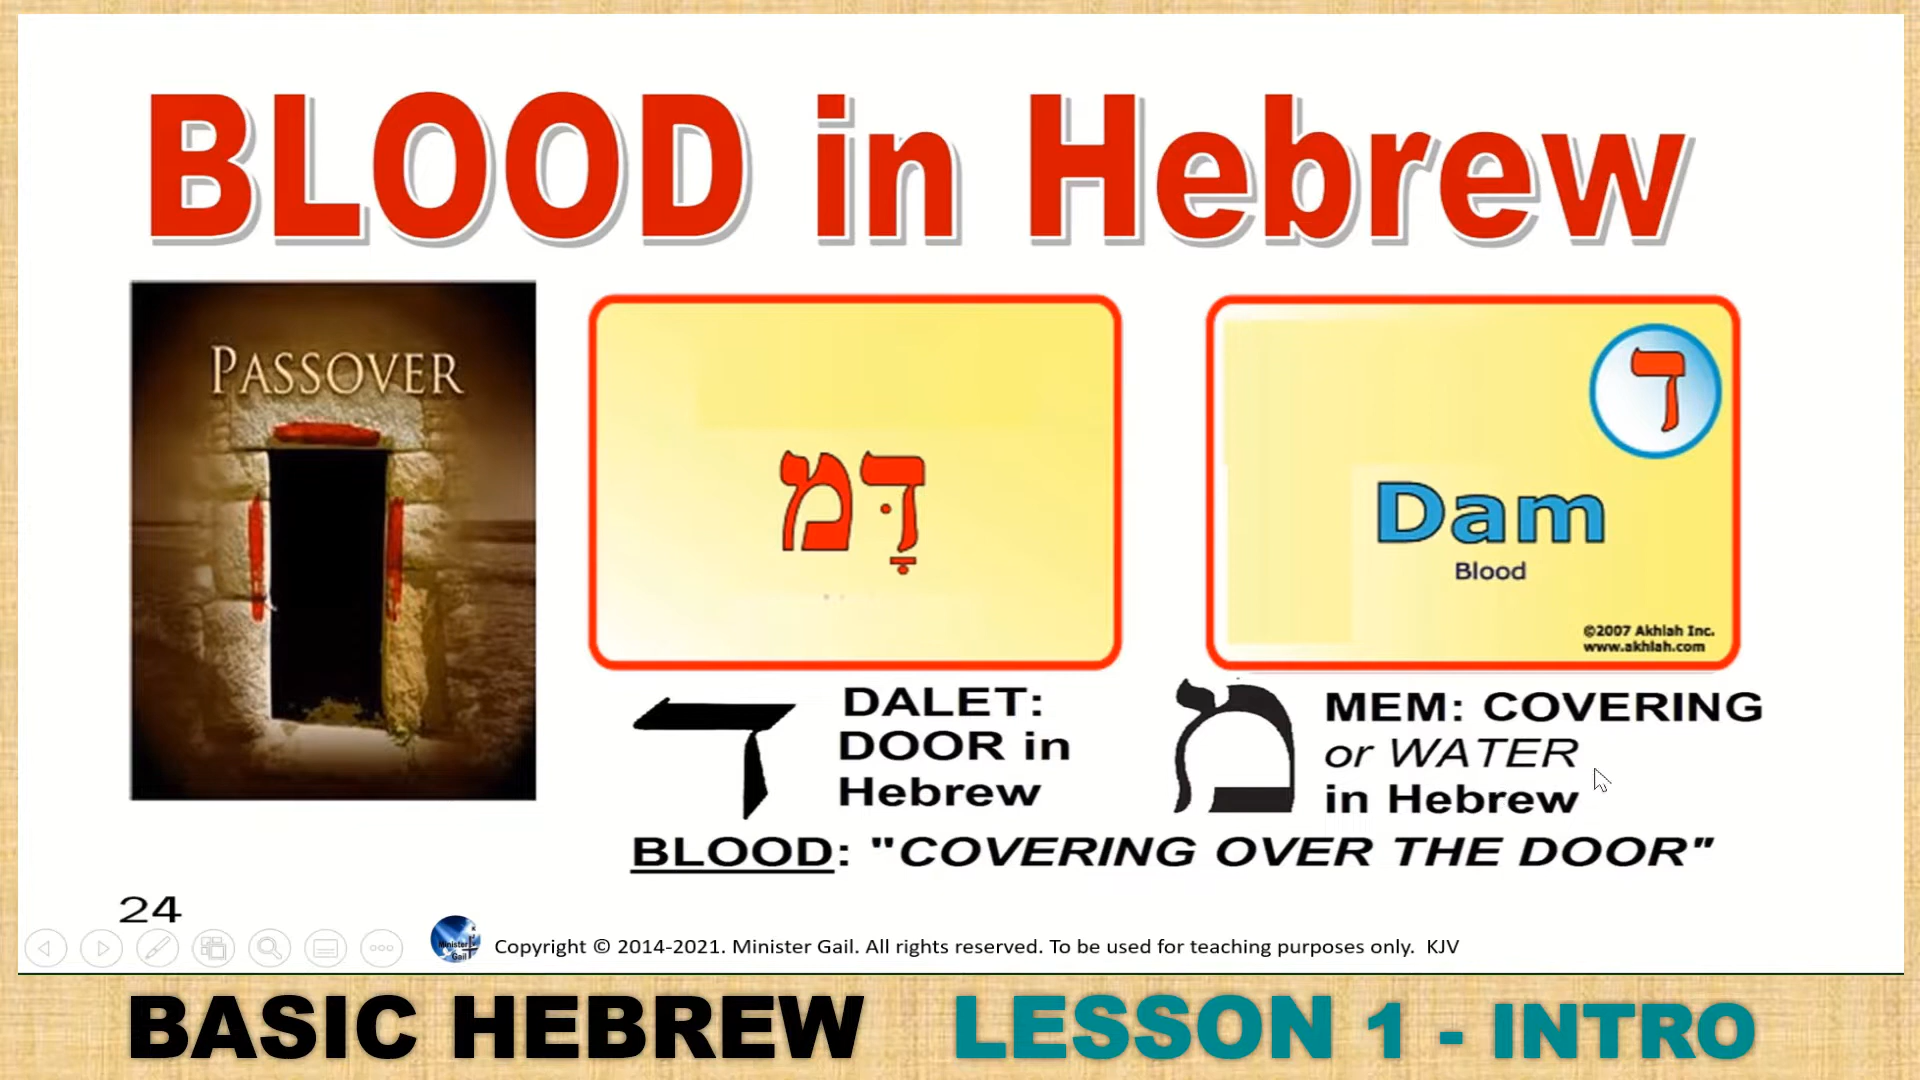 BLOOD in Hebrew
PASSOVER
דָּמ
ד
Dam
Blood
©2007 Akhlah Inc.
www.akhlah.com
ד
DALET:
DOOR in
Hebrew
מ
MEM: COVERING
or WATER
in Hebrew
BLOOD: "COVERING OVER THE DOOR"
24
Minister
Gail
Copyright © 2014-2021. Minister Gail. All rights reserved. To be used for teaching purposes only. KJV
BASIC HEBREW LESSON 1 - INTRO